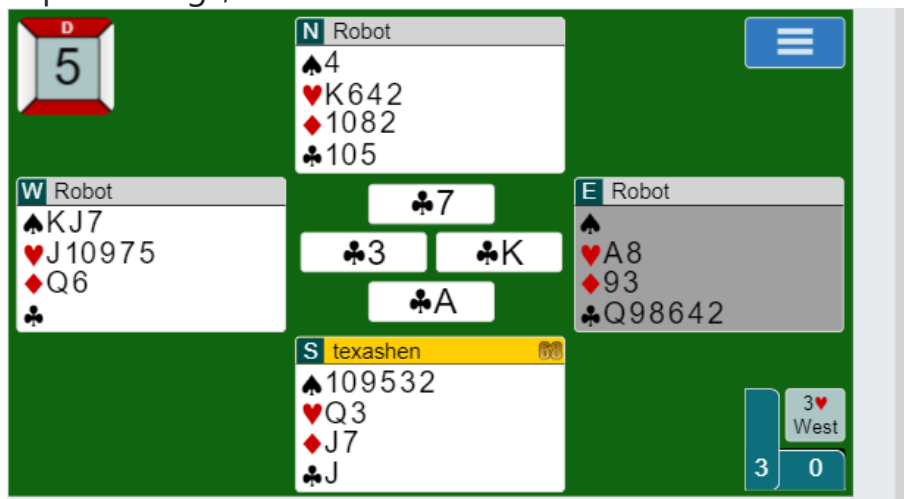 D
5
N Robot
♠4
♥K642
♦1082
♣105
W Robot
♠KJ7
♥J10975
♦Q6
♣
♣7
♣3
♣K
♣A
E Robot
♠
♥A8
♦93
♣Q98642
S texashen 60
♠109532
♥Q3
♦J7
♣J
3♥
West
3 0